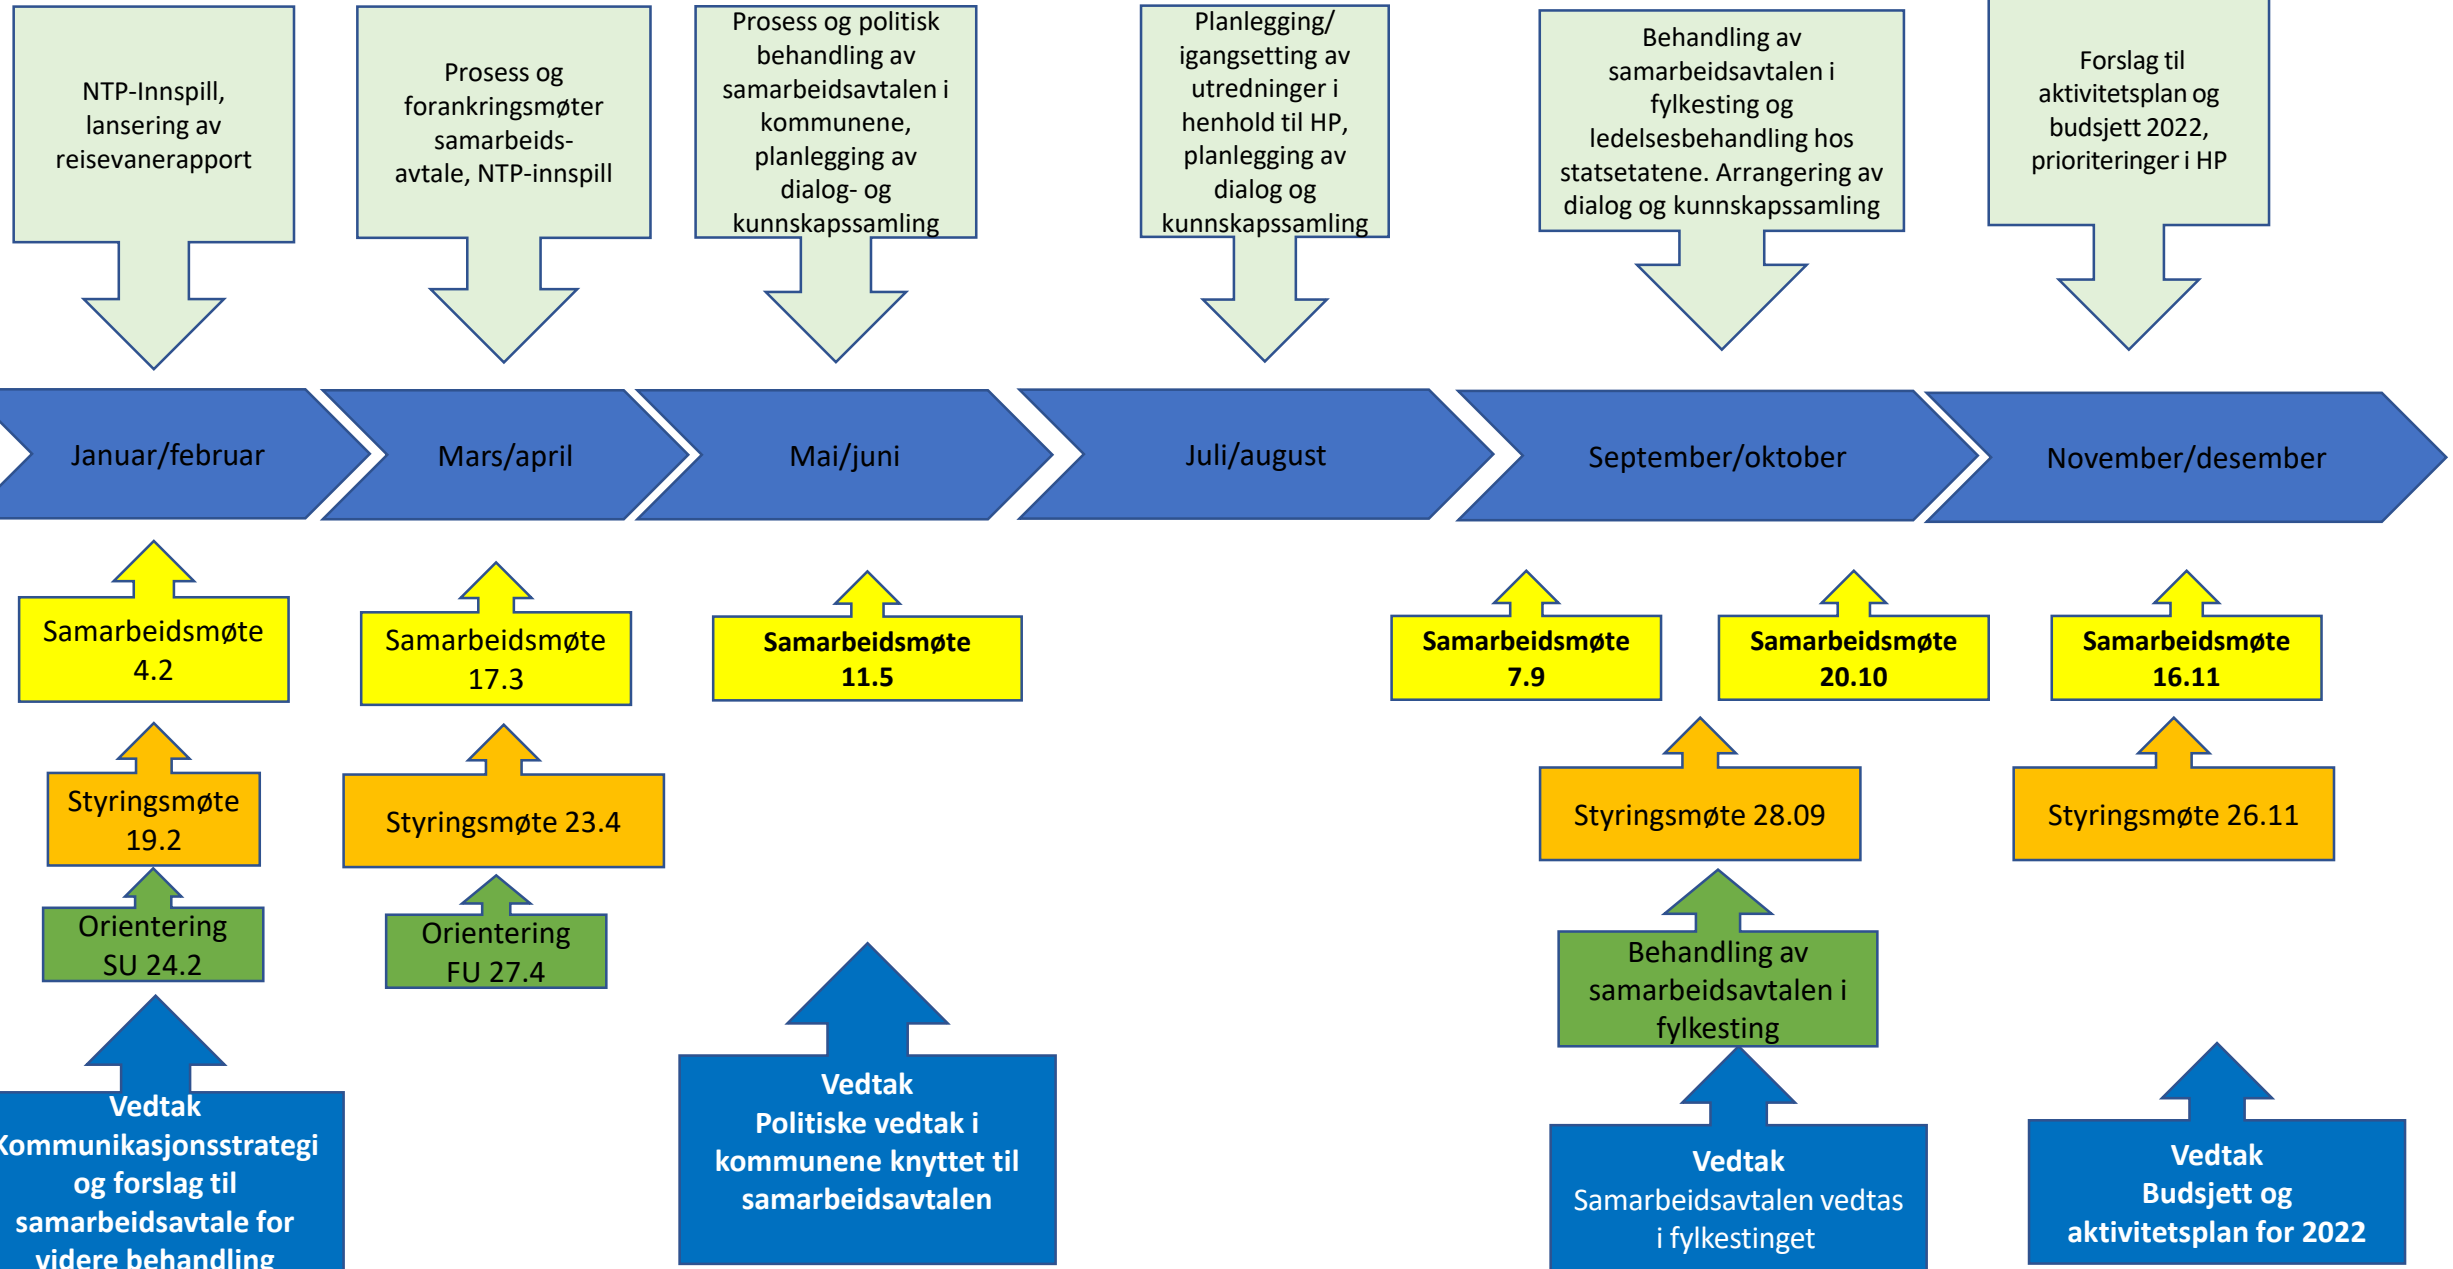 NTP-Innspill,
lansering av
reisevanerapport
Prosess og
forankringsmøter
samarbeids-
avtale, NTP-innspill
Prosess og politisk
behandling av
samarbeidsavtalen i
kommunene,
planlegging av
dialog- og
kunnskapssamling
Planlegging/
igangsetting av
utredninger i
henhold til HP,
planlegging av
dialog og
kunnskapssamling
Behandling av
samarbeidsavtalen i
fylkesting og
ledelsesbehandling hos
statsetatene. Arrangering av
dialog og kunnskapssamling
Forslag til
aktivitetsplan og
budsjett 2022,
prioriteringer i HP
Januar/februar
Mars/april
Mai/juni
Juli/august
September/oktober
November/desember
Samarbeidsmøte
4.2
Samarbeidsmøte
17.3
Samarbeidsmøte
11.5
Samarbeidsmøte
7.9
Samarbeidsmøte
20.10
Samarbeidsmøte
16.11
Styringsmøte
19.2
Styringsmøte 23.4
Styringsmøte 28.09
Styringsmøte 26.11
Orientering
SU 24.2
Orientering
FU 27.4
Behandling av
samarbeidsavtalen i
fylkesting
Vedtak
Kommunikasjonsstrategi
og forslag til
samarbeidsavtale for
videre behandling
Vedtak
Politiske vedtak i
kommunene knyttet til
samarbeidsavtalen
Vedtak
Samarbeidsavtalen vedtas
i fylkestinget
Vedtak
Budsjett og
aktivitetsplan for 2022